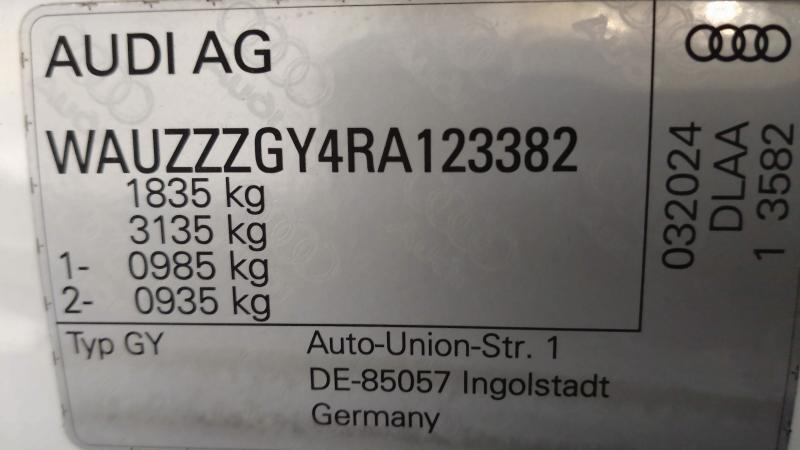 AUDI AG
WAUZZZGY4RA123382
1835 kg
3135 kg
1- 0985 kg
2- 0935 kg
Typ GY
Auto-Union-Str. 1
DE-85057 Ingolstadt
Germany
032024
DLAA
1 3582